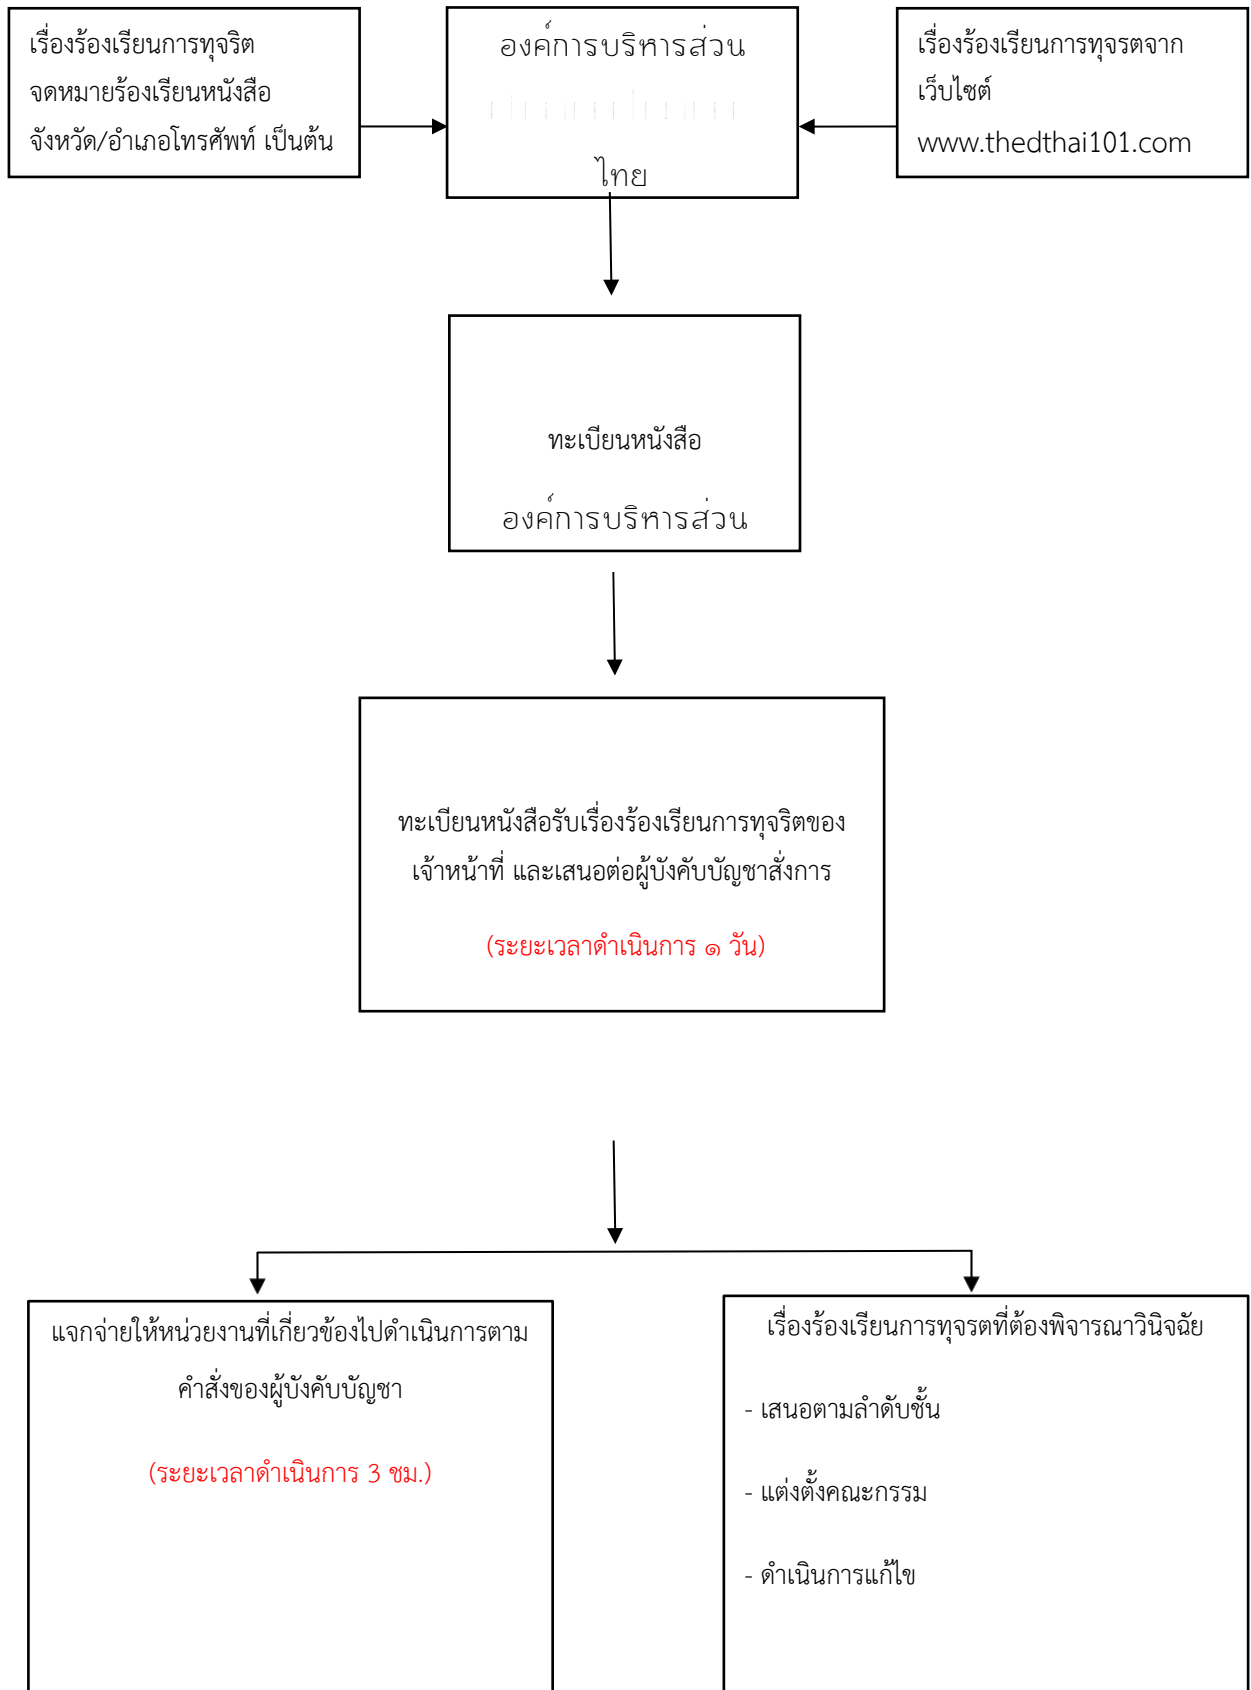 เรื่องร้องเรียนการทุจริต
จดหมายร้องเรียนหนังสือ
จังหวัด/อำเภอโทรศัพท์ เป็นต้น
องค์การบริหารส่วน
ไทย
เรื่องร้องเรียนการทุจรตจาก
เว็บไซต์
www.thedthai101.com
ทะเบียนหนังสือ
องค์การบริหารส่วน
ทะเบียนหนังสือรับเรื่องร้องเรียนการทุจริตของ
เจ้าหน้าที่ และเสนอต่อผู้บังคับบัญชาสั่งการ
(ระยะเวลาดำเนินการ ๑ วัน)
แจกจ่ายให้หน่วยงานที่เกี่ยวข้องไปดำเนินการตาม
คำสั่งของผู้บังคับบัญชา
(ระยะเวลาดำเนินการ 3 ชม.)
เรื่องร้องเรียนการทุจรตที่ต้องพิจารณาวินิจฉัย
- เสนอตามลำดับชั้น
- แต่งตั้งคณะกรรม
- ดำเนินการแก้ไข